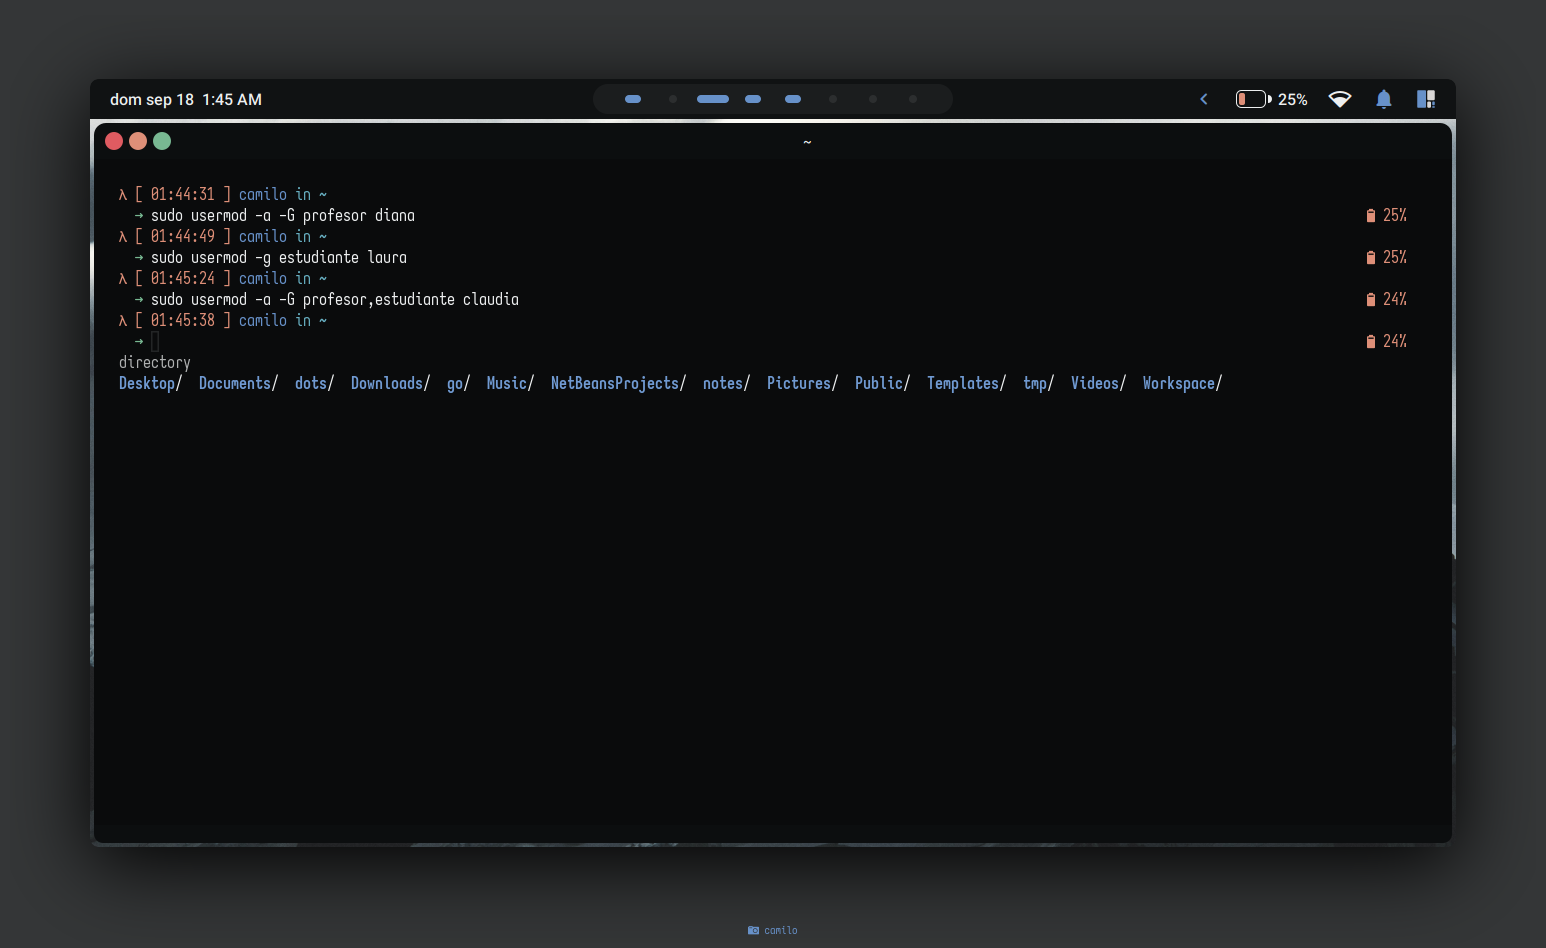 dom sep 18 1:45 AM
25%
~
λ [ 01:44:31 ] camilo in ~
→ sudo usermod -a -G profesor diana 25%
λ [ 01:44:49 ] camilo in ~
→ sudo usermod -g estudiante laura 25%
λ [ 01:45:24 ] camilo in ~
→ sudo usermod -a -G profesor,estudiante claudia 24%
λ [ 01:45:38 ] camilo in ~
→ 24%
directory
Desktop/ Documents/ dots/ Downloads/ go/ Music/ NetBeansProjects/ notes/ Pictures/ Public/ Templates/ tmp/ Videos/ Workspace/
camilo